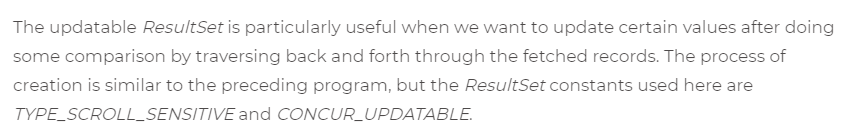 The updatable ResultSet is particularly useful when we want to update certain values after doing
some comparison by traversing back and forth through the fetched records. The process of
creation is similar to the preceding program, but the ResultSet constants used here are
TYPE_SCROLL_SENSITIVE and CONCUR_UPDATABLE.